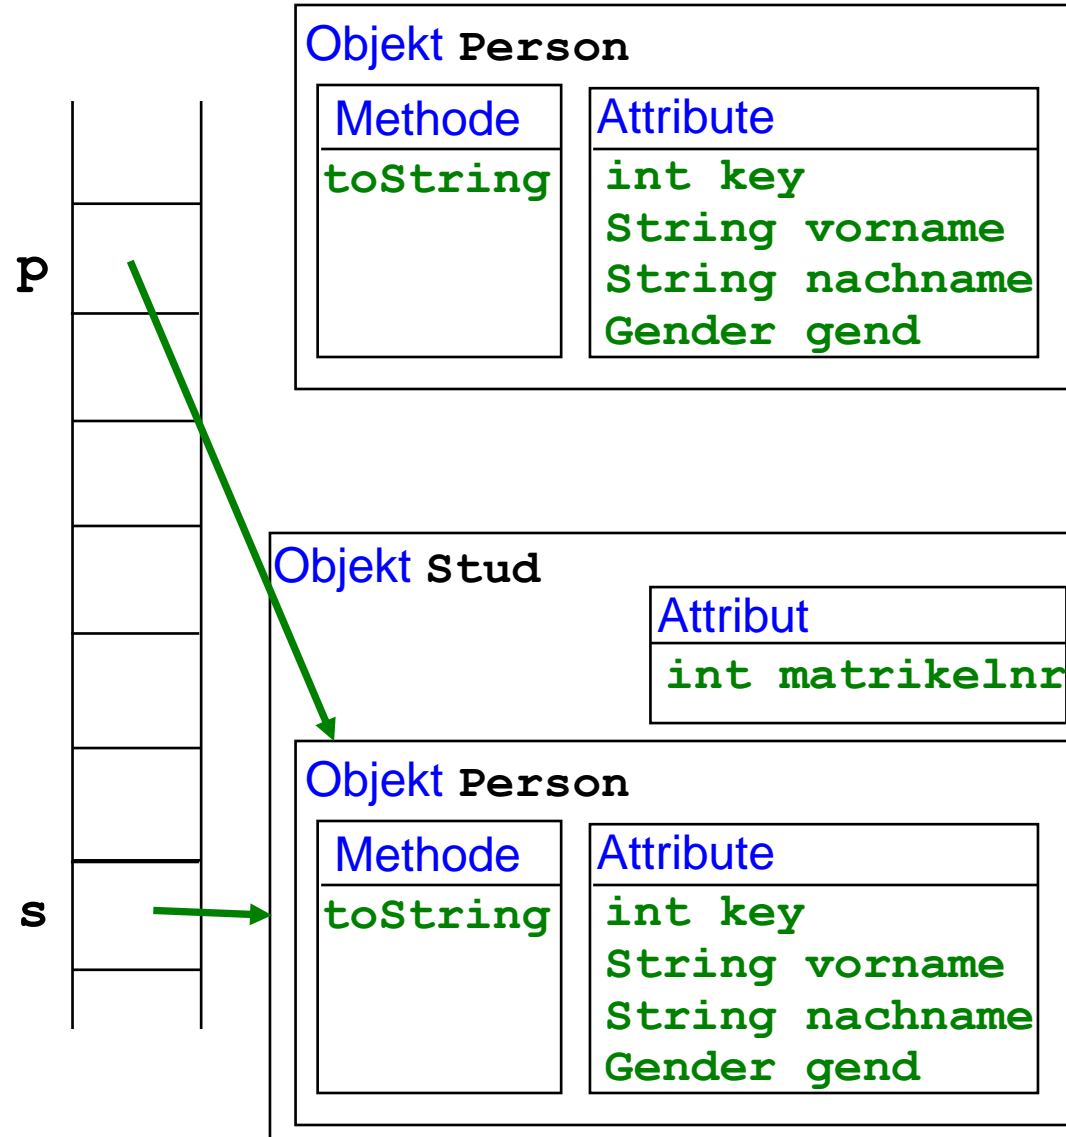 Objekt Person
Methode
toString
Attribute
int key
String vorname
String nachname
Gender gend
p
Objekt Stud
Attribut
int matrikelnr
Objekt Person
Methode
toString
Attribute
int key
String vorname
String nachname
Gender gend
s